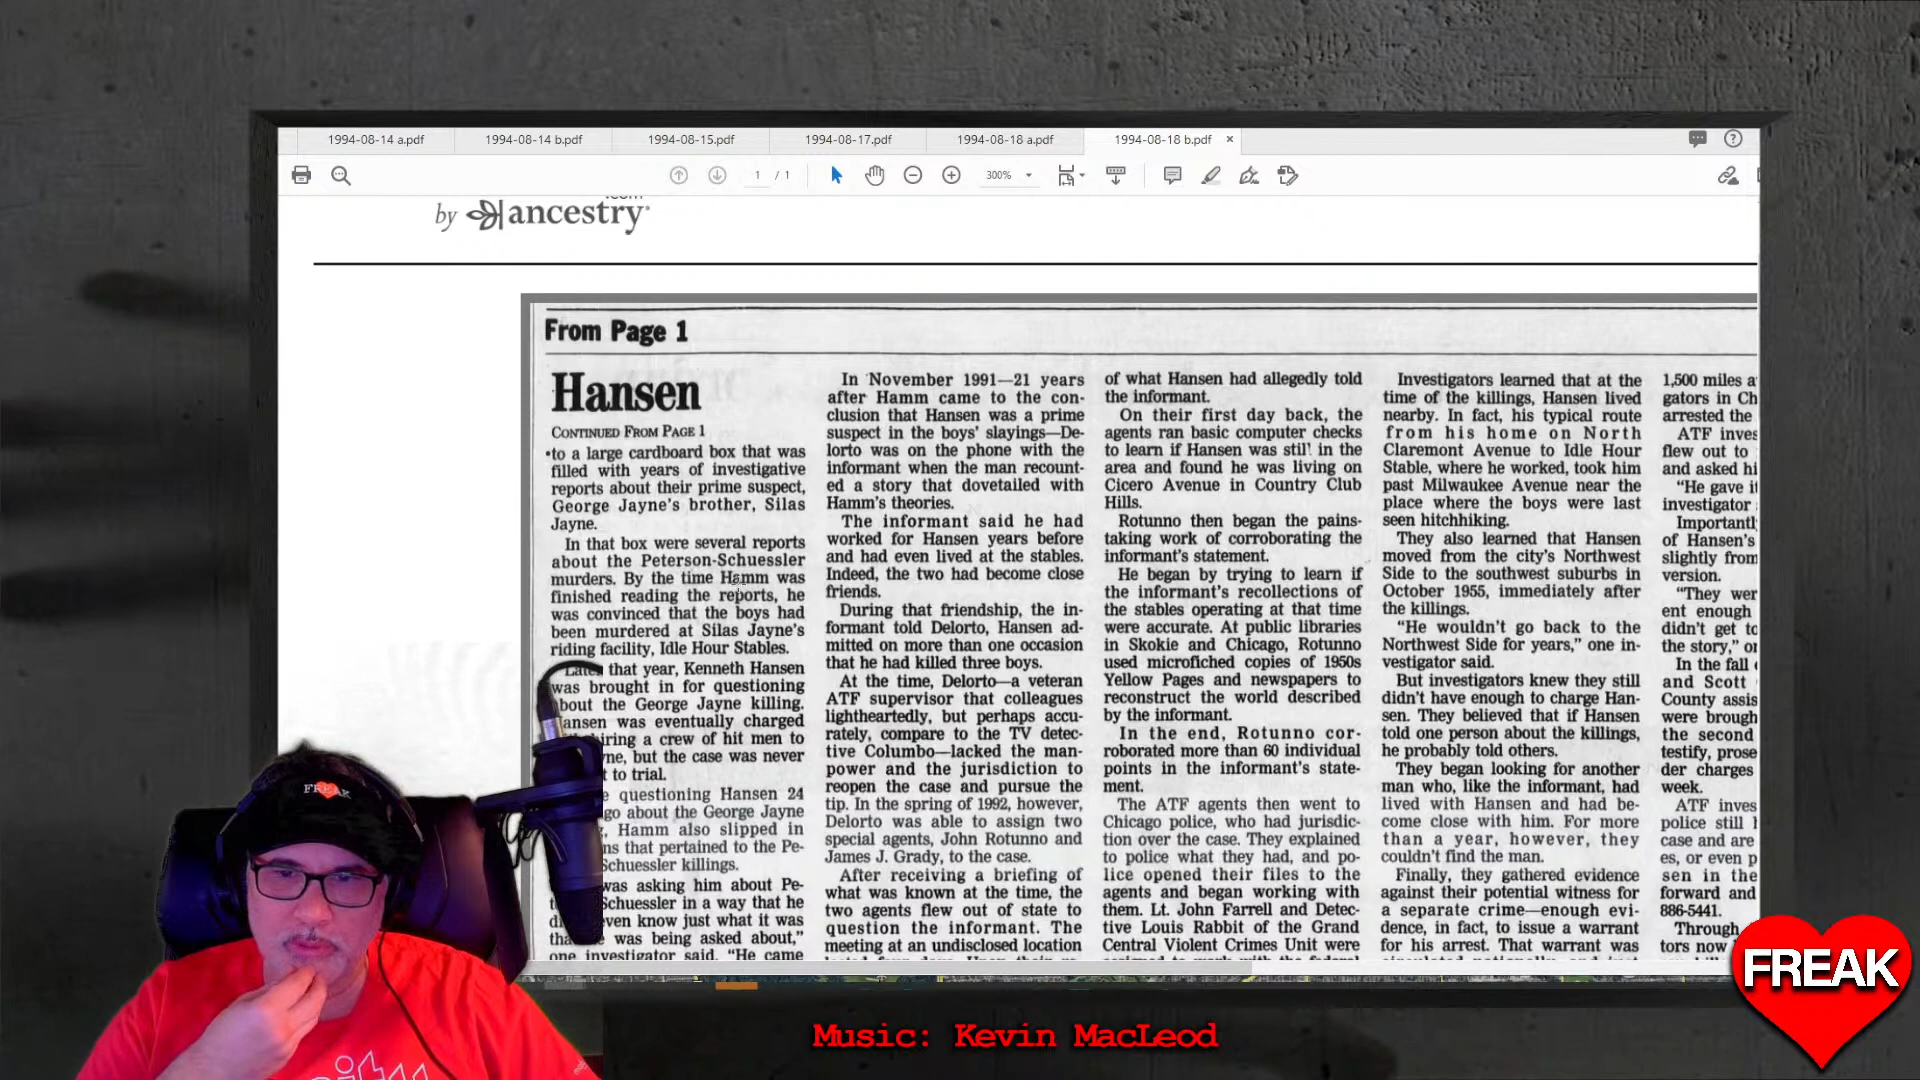 1994-08-14 a.pdf
1994-08-14 b.pdf
1994-08-15.pdf
1994-08-17.pdf
1994-08-18 a.pdf
1994-08-18 b.pdf
1 / 1
300%
by ancestry
From Page 1
Hansen
CONTINUED FROM PAGE 1
to a large cardboard box that was
filled with years of investigative
reports about their prime suspect,
George Jayne's brother, Silas
Jayne.
In that box were several reports
about the Peterson-Schuessler
murders. By the time Hamm was
finished reading the reports, he
was convinced that the boys had
been murdered at Silas Jayne's
riding facility, Idle Hour Stables.
that year, Kenneth Hansen
was brought in for questioning
about the George Jayne killing.
Hansen was eventually charged
hiring a crew of hit men to
but the case was never
to trial.
questioning Hansen 24
about the George Jayne
Hamm also slipped in
that pertained to the Pe-
Schuessler killings.
was asking him about Pe-
Schuessler in a way that he
even know just what it was
was being asked about,"
one investigator said. "He came
In November 1991—21 years
after Hamm came to the con-
clusion that Hansen was a prime
suspect in the boys' slayings—De-
lorto was on the phone with the
informant when the man recount-
ed a story that dovetailed with
Hamm's theories.
The informant said he had
worked for Hansen years before
and had even lived at the stables.
Indeed, the two had become close
friends.
During that friendship, the in-
formant told Delorto, Hansen ad-
mitted on more than one occasion
that he had killed three boys.
At the time, Delorto—a veteran
ATF supervisor that colleagues
lightheartedly, but perhaps accu-
rately, compare to the TV detec-
tive Columbo—lacked the man-
power and the jurisdiction to
reopen the case and pursue the
tip. In the spring of 1992, however,
Delorto was able to assign two
special agents, John Rotunno and
James J. Grady, to the case.
After receiving a briefing of
what was known at the time, the
two agents flew out of state to
question the informant. The
meeting at an undisclosed location
of what Hansen had allegedly told
the informant.
On their first day back, the
agents ran basic computer checks
to learn if Hansen was still in the
area and found he was living on
Cicero Avenue in Country Club
Hills.
Rotunno then began the pains-
taking work of corroborating the
informant's statement.
He began by trying to learn if
the informant's recollections of
the stables operating at that time
were accurate. At public libraries
in Skokie and Chicago, Rotunno
used microfiched copies of 1950s
Yellow Pages and newspapers to
reconstruct the world described
by the informant.
In the end, Rotunno cor-
roborated more than 60 individual
points in the informant's state-
ment.
The ATF agents then went to
Chicago police, who had jurisdic-
tion over the case. They explained
to police what they had, and po-
lice opened their files to the
agents and began working with
them. Lt. John Farrell and Detec-
tive Louis Rabbit of the Grand
Central Violent Crimes Unit were
Investigators learned that at the
time of the killings, Hansen lived
nearby. In fact, his typical route
from his home on North
Claremont Avenue to Idle Hour
Stable, where he worked, took him
past Milwaukee Avenue near the
place where the boys were last
seen hitchhiking.
They also learned that Hansen
moved from the city's Northwest
Side to the southwest suburbs in
October 1955, immediately after
the killings.
"He wouldn't go back to the
Northwest Side for years," one in-
vestigator said.
But investigators knew they still
didn't have enough to charge Han-
sen. They believed that if Hansen
told one person about the killings,
he probably told others.
They began looking for another
man who, like the informant, had
lived with Hansen and had be-
come close with him. For more
than a year, however, they
couldn't find the man.
Finally, they gathered evidence
against their potential witness for
a separate crime—enough evi-
dence, in fact, to issue a warrant
for his arrest. That warrant was
1,500 miles a
gators in Ch
arrested the
ATF inves
flew out to
and asked hi
"He gave it
investigator
Importantl
of Hansen's
slightly from
version.
"They wer
ent enough
didn't get to
the story," o
In the fall
and Scott
County assis
were brough
the second
testify, prose
der charges
week.
ATF inves
police still
case and are
es, or even p
sen in the
forward and
886-5441.
Through
tors now
FREAK
FREAK
Music: Kevin MacLeod